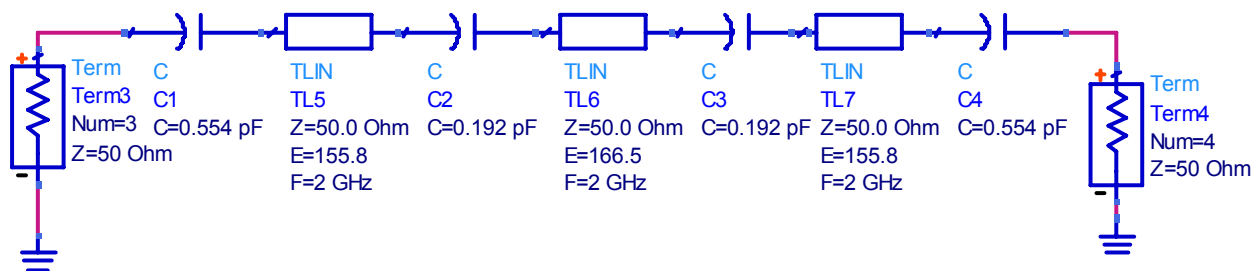 +
Term
Term3
Num=3
Z=50 Ohm
-
C
C1
C=0.554 pF
TLIN
TL5
Z=50.0 Ohm
E=155.8
F=2 GHz
C
C2
C=0.192 pF
TLIN
TL6
Z=50.0 Ohm
E=166.5
F=2 GHz
C
C3
C=0.192 pF
TLIN
TL7
Z=50.0 Ohm
E=155.8
F=2 GHz
C
C4
C=0.554 pF
+
Term
Term4
Num=4
Z=50 Ohm
-